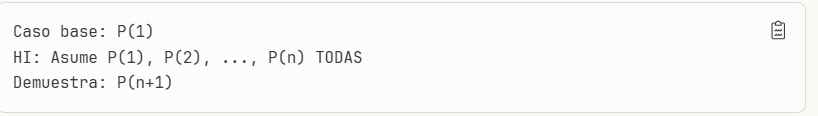 Caso base: P(1)
HI: Asume P(1), P(2), ..., P(n) TODAS
Demuestra: P(n+1)